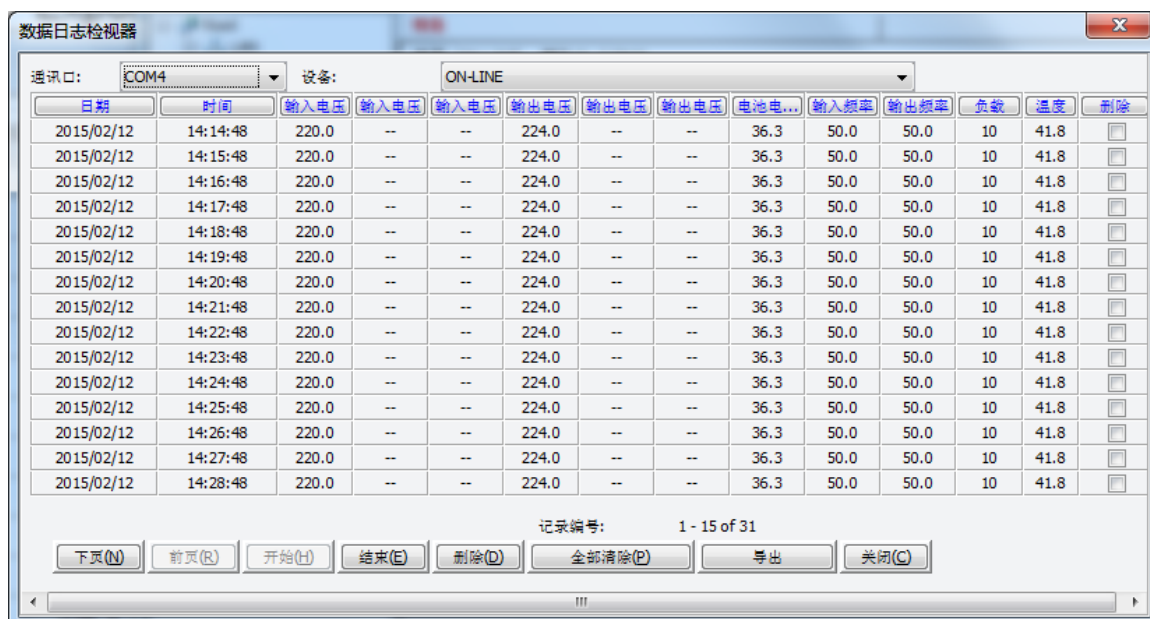 数据日志检视器
通讯口: COM4 设备: ON-LINE
日期 时间 输入电压 输入电压 输入电压 输出电压 输出电压 输出电压 电池电... 输入频率 输出频率 负载 温度 删除
2015/02/12 14:14:48 220.0 -- -- 224.0 -- -- 36.3 50.0 50.0 10 41.8
2015/02/12 14:15:48 220.0 -- -- 224.0 -- -- 36.3 50.0 50.0 10 41.8
2015/02/12 14:16:48 220.0 -- -- 224.0 -- -- 36.3 50.0 50.0 10 41.8
2015/02/12 14:17:48 220.0 -- -- 224.0 -- -- 36.3 50.0 50.0 10 41.8
2015/02/12 14:18:48 220.0 -- -- 224.0 -- -- 36.3 50.0 50.0 10 41.8
2015/02/12 14:19:48 220.0 -- -- 224.0 -- -- 36.3 50.0 50.0 10 41.8
2015/02/12 14:20:48 220.0 -- -- 224.0 -- -- 36.3 50.0 50.0 10 41.8
2015/02/12 14:21:48 220.0 -- -- 224.0 -- -- 36.3 50.0 50.0 10 41.8
2015/02/12 14:22:48 220.0 -- -- 224.0 -- -- 36.3 50.0 50.0 10 41.8
2015/02/12 14:23:48 220.0 -- -- 224.0 -- -- 36.3 50.0 50.0 10 41.8
2015/02/12 14:24:48 220.0 -- -- 224.0 -- -- 36.3 50.0 50.0 10 41.8
2015/02/12 14:25:48 220.0 -- -- 224.0 -- -- 36.3 50.0 50.0 10 41.8
2015/02/12 14:26:48 220.0 -- -- 224.0 -- -- 36.3 50.0 50.0 10 41.8
2015/02/12 14:27:48 220.0 -- -- 224.0 -- -- 36.3 50.0 50.0 10 41.8
2015/02/12 14:28:48 220.0 -- -- 224.0 -- -- 36.3 50.0 50.0 10 41.8
记录编号: 1 - 15 of 31
下页(N) 前页(R) 开始(H) 结束(E) 删除(D) 全部清除(P) 导出 关闭(C)